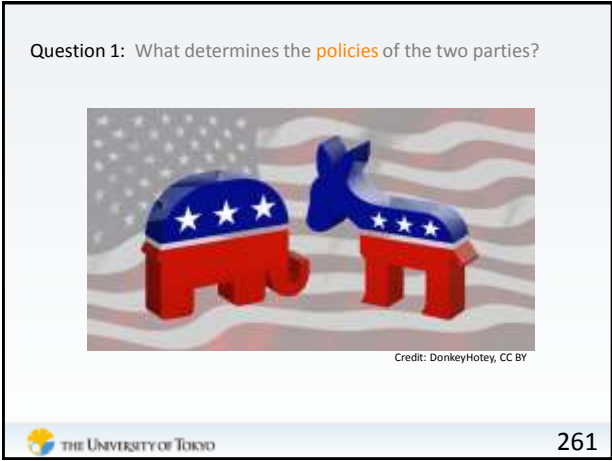 Question 1: What determines the policies of the two parties?
Credit: DonkeyHotey, CC BY
THE UNIVERSITY OF TOKYO
261